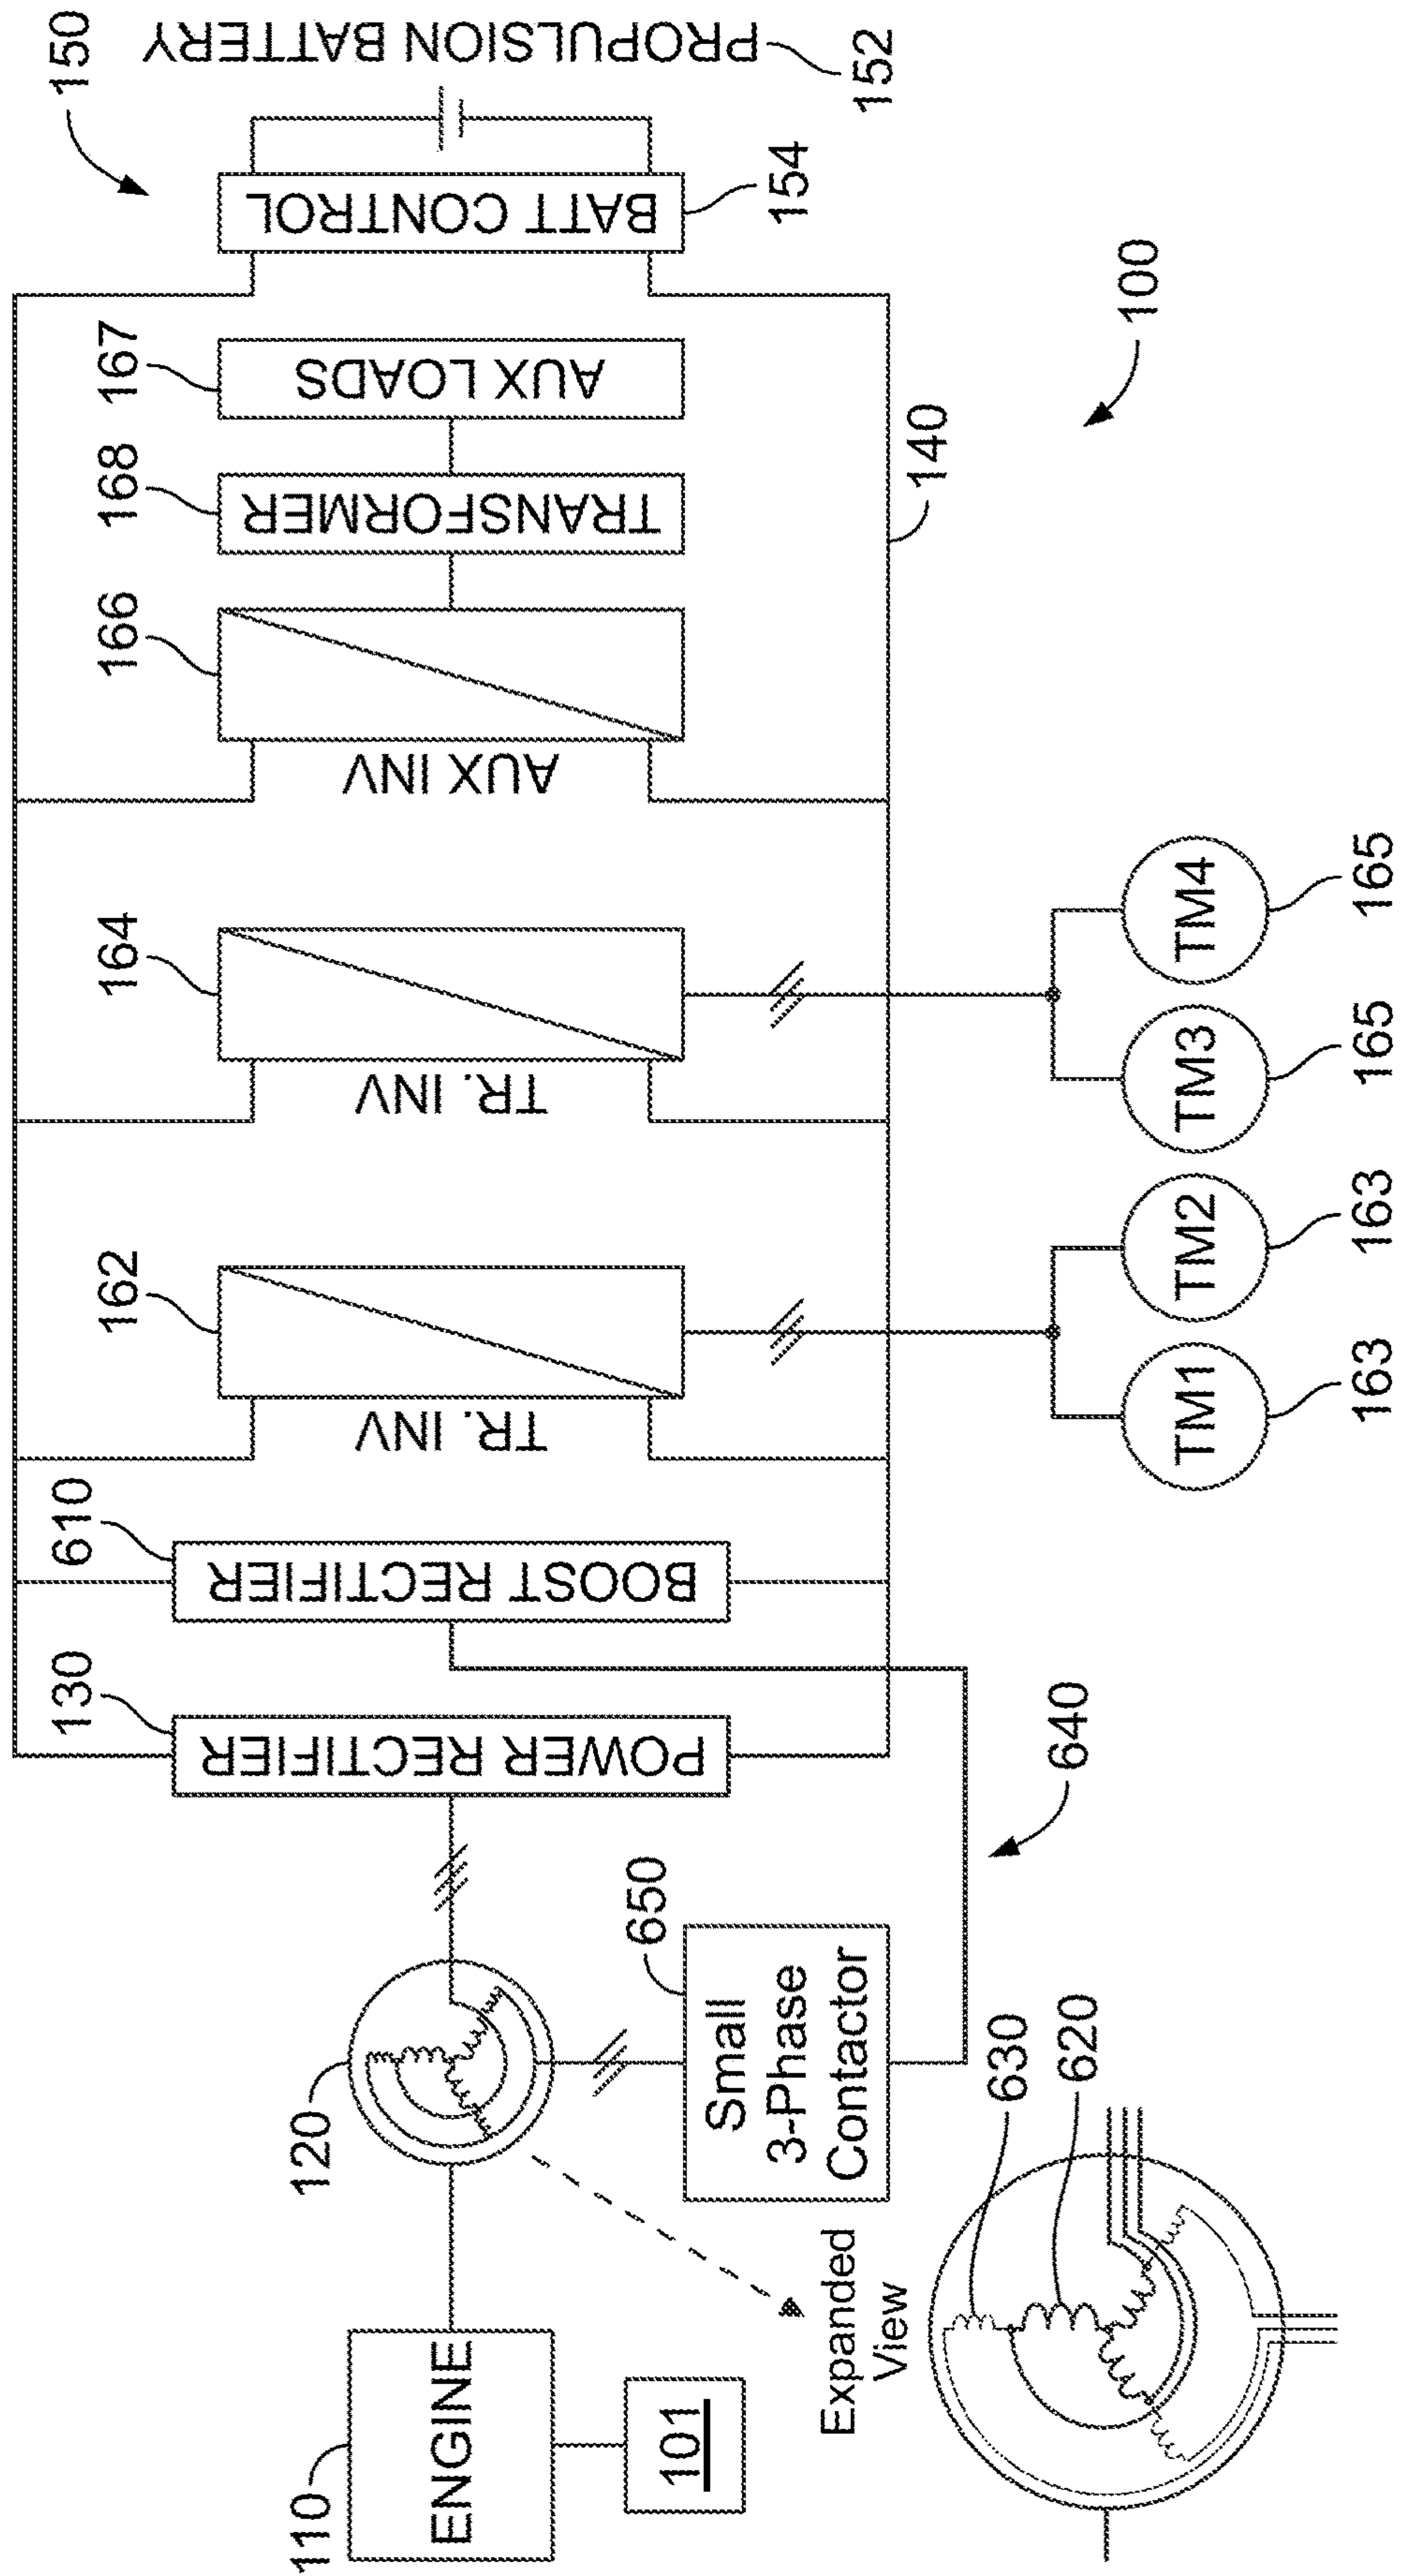 150
PROPULSION BATTERY
152
BATT CONTROL
154
167
AUX LOADS
168
TRANSFORMER
166
AUX INV
140
100
164
TR. INV
162
TR. INV
TM4
165
TM3
165
TM2
163
TM1
163
610
BOOST RECTIFIER
130
POWER RECTIFIER
640
650
Small
3-Phase
Contactor
120
630
620
Expanded
View
110
ENGINE
101